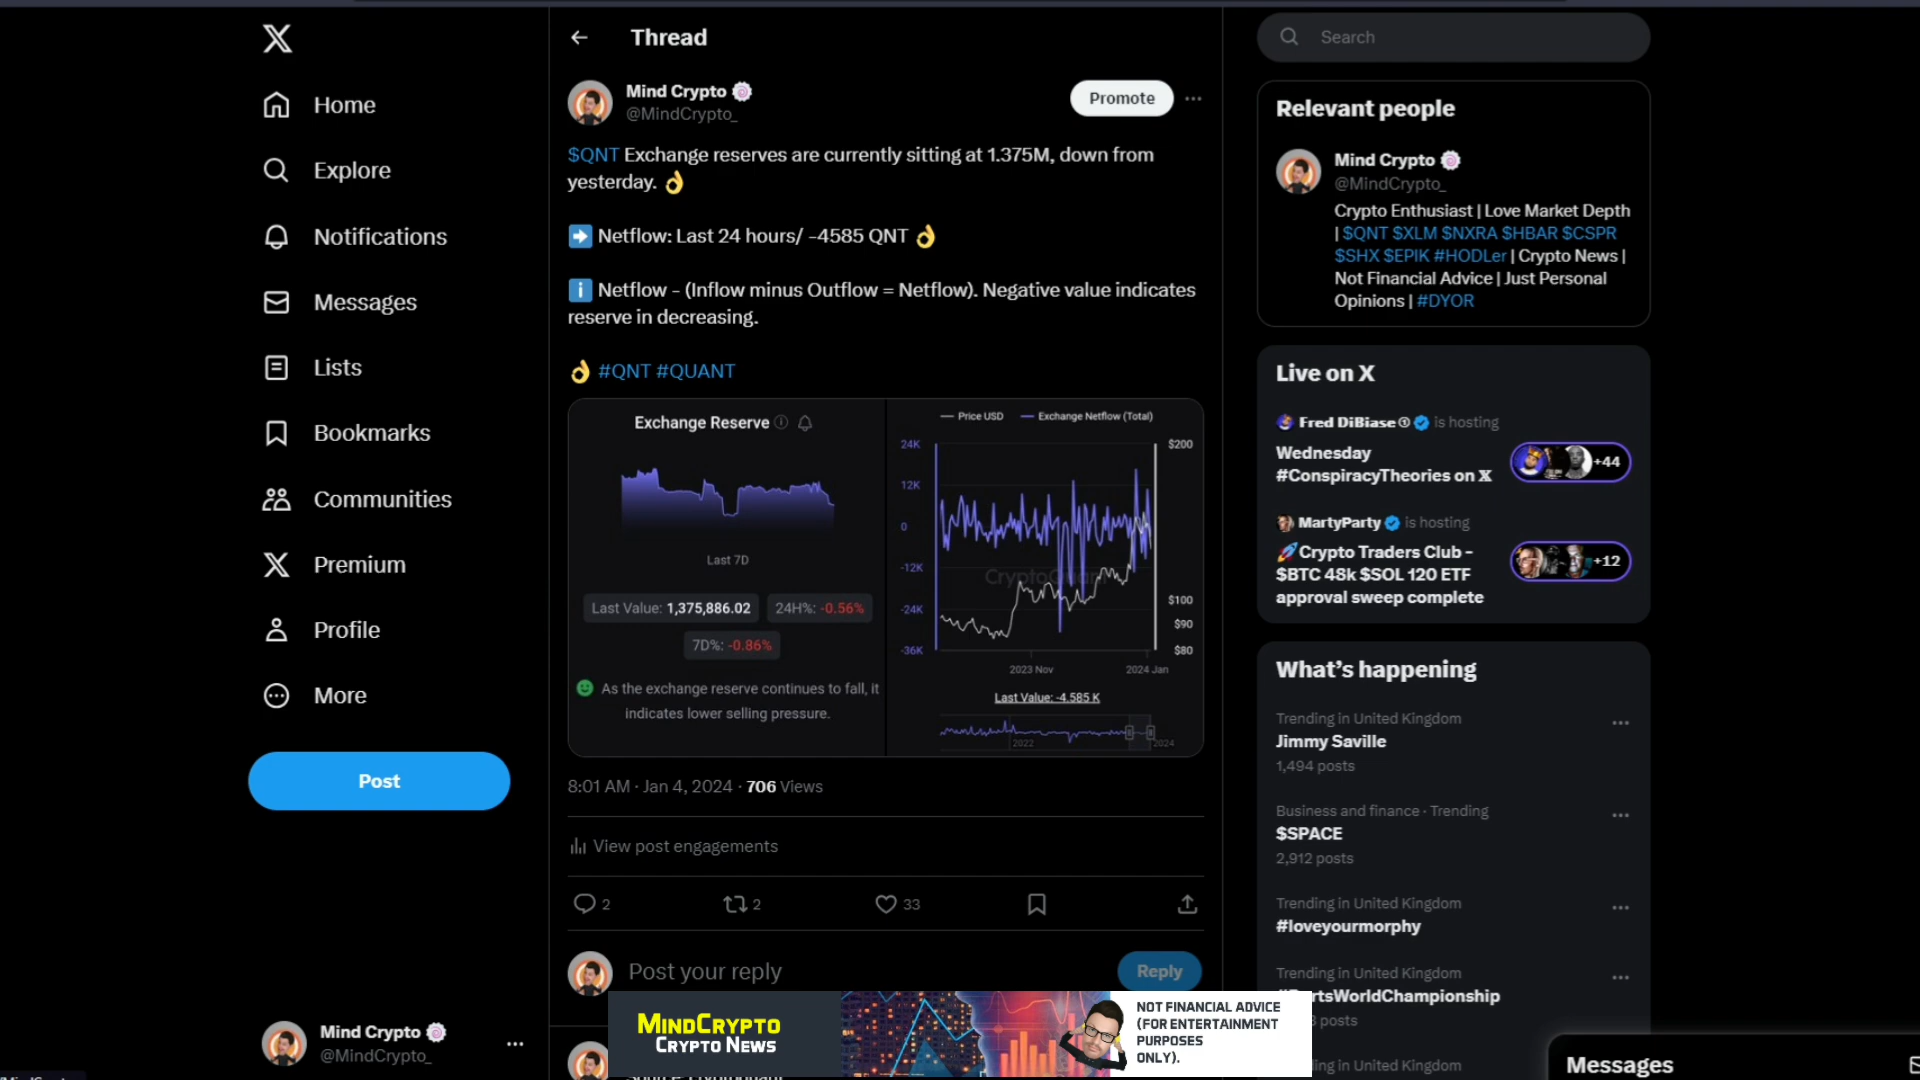 Home
Explore
Notifications
Messages
Lists
Bookmarks
Communities
Premium
Profile
More
Post
Mind Crypto
@MindCrypto_
Thread
Mind Crypto
@MindCrypto_
Promote
$QNT Exchange reserves are currently sitting at 1.375M, down from
yesterday. 👌
➡️ Netflow: Last 24 hours/ -4585 QNT 👌
ℹ️ Netflow - (Inflow minus Outflow = Netflow). Negative value indicates
reserve in decreasing.
👌 #QNT #QUANT
Exchange Reserve
Last 7D
Last Value: 1,375,886.02
24H%: -0.56%
7D%: -0.86%
As the exchange reserve continues to fall, it
indicates lower selling pressure.
Price USD
Exchange Netflow (Total)
24K
12K
0
-12K
-24K
-36K
$200
$100
$90
$80
2023 Nov
2024 Jan
Last Value: -4.585 K
2022
2024
8:01 AM · Jan 4, 2024 · 706 Views
View post engagements
2
2
33
Post your reply
Reply
MINDCRYPTO
CRYPTO NEWS
NOT FINANCIAL ADVICE
(FOR ENTERTAINMENT
PURPOSES
ONLY).
Search
Relevant people
Mind Crypto
@MindCrypto_
Crypto Enthusiast | Love Market Depth
| $QNT $XLM $NXRA $HBAR $CSPR
$SHX $EPIK #HODLer | Crypto News |
Not Financial Advice | Just Personal
Opinions | #DYOR
Live on X
Fred DiBiase is hosting
Wednesday
#ConspiracyTheories on X
+44
MartyParty is hosting
🚀Crypto Traders Club -
$BTC 48k $SOL 120 ETF
approval sweep complete
+12
What's happening
Trending in United Kingdom
Jimmy Saville
1,494 posts
Business and finance · Trending
$SPACE
2,912 posts
Trending in United Kingdom
#loveyourmorphy
Trending in United Kingdom
posts
in United Kingdom
Messages